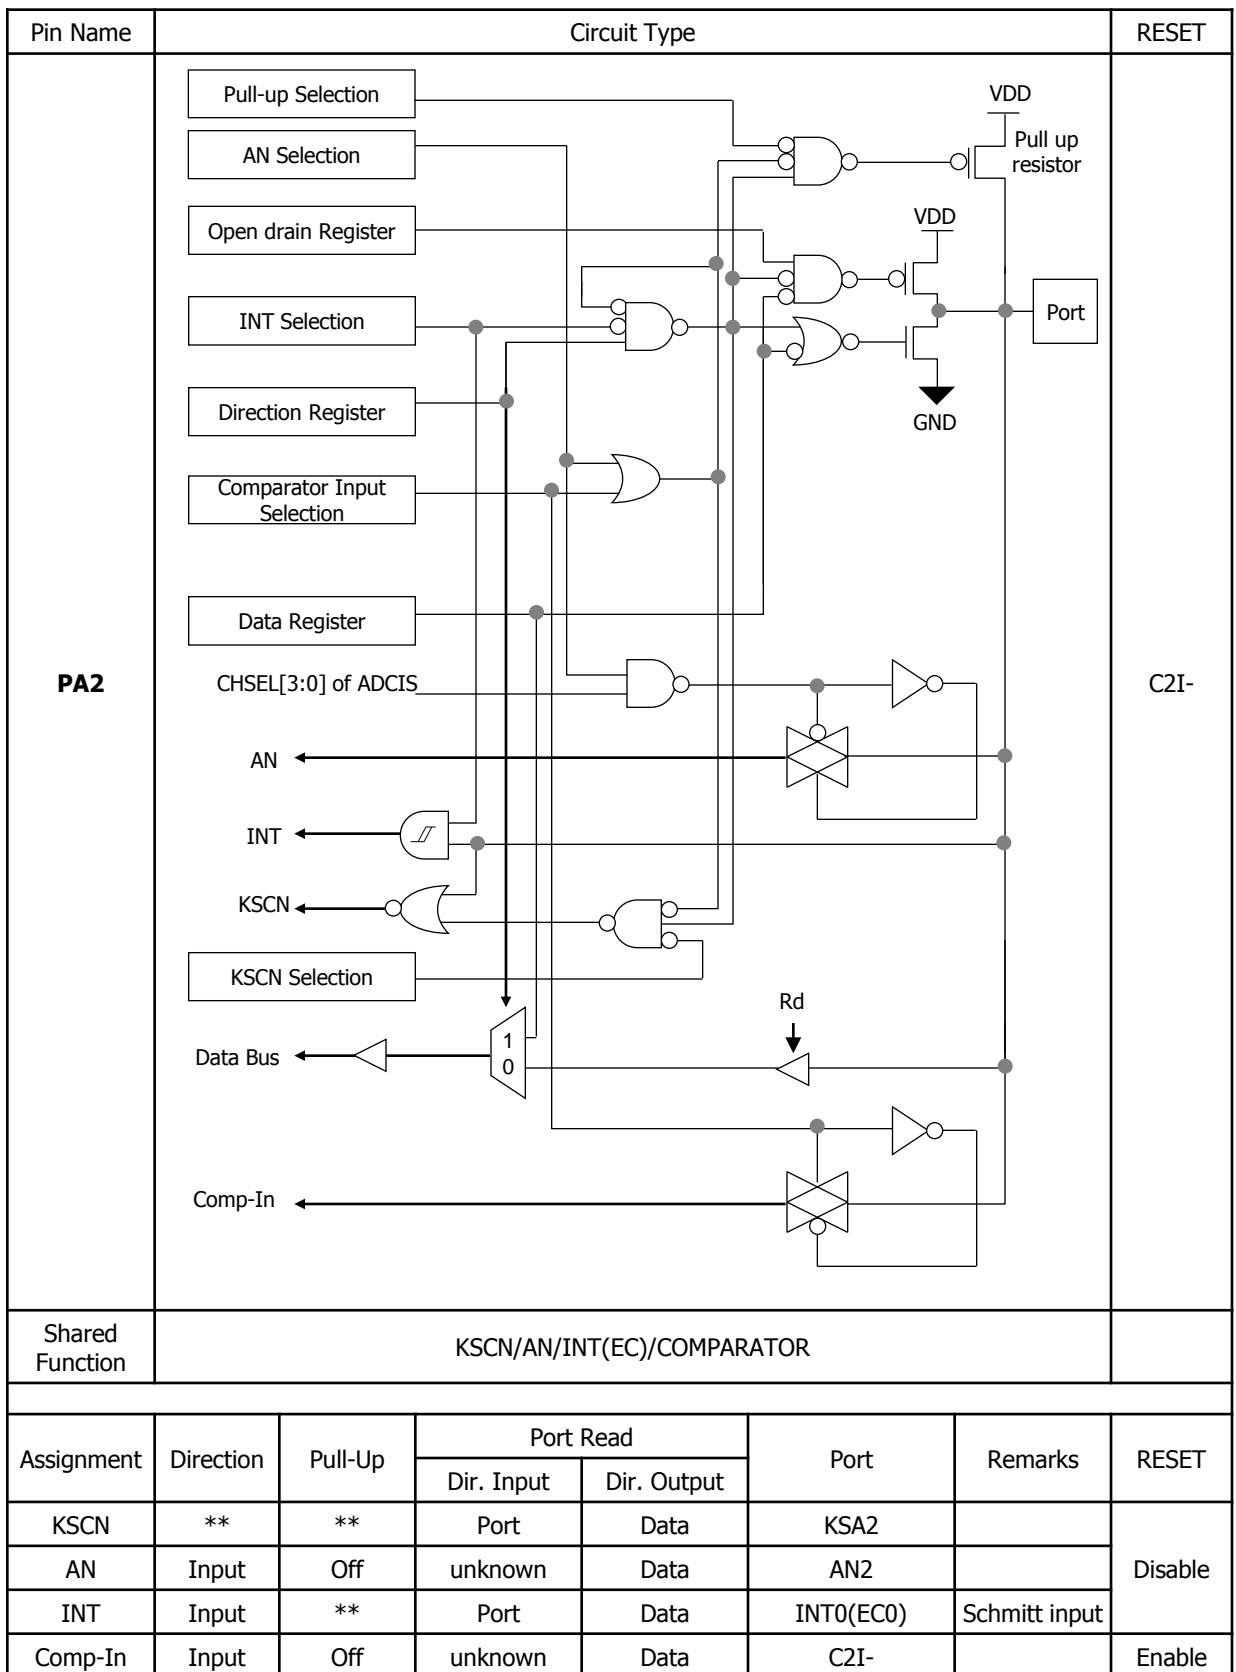 Pin Name Circuit Type RESET
Pull-up Selection
VDD
Pull up
resistor
AN Selection
Open drain Register
VDD
INT Selection
Port
Direction Register
GND
Comparator Input
Selection
Data Register
PA2
CHSEL[3:0] of ADCIS
C2I-
AN
INT
KSCN
KSCN Selection
Rd
1
Data Bus
0
Comp-In
Shared
Function
KSCN/AN/INT(EC)/COMPARATOR
Assignment Direction Pull-Up Port Read Port Remarks RESET
Dir. Input Dir. Output
KSCN ** ** Port Data KSA2
AN Input Off unknown Data AN2 Disable
INT Input ** Port Data INT0(EC0) Schmitt input
Comp-In Input Off unknown Data C2I- Enable